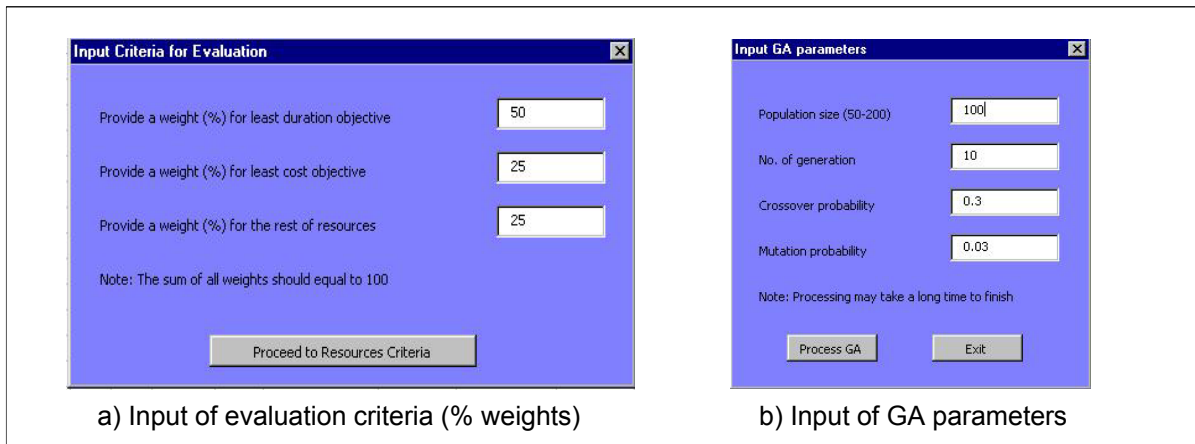 Input Criteria for Evaluation
Provide a weight (%) for least duration objective
50
Provide a weight (%) for least cost objective
25
Provide a weight (%) for the rest of resources
25
Note: The sum of all weights should equal to 100
Proceed to Resources Criteria
a) Input of evaluation criteria (% weights)
Input GA parameters
Population size (50-200)
100
No. of generation
10
Crossover probability
0.3
Mutation probability
0.03
Note: Processing may take a long time to finish
Process GA
Exit
b) Input of GA parameters